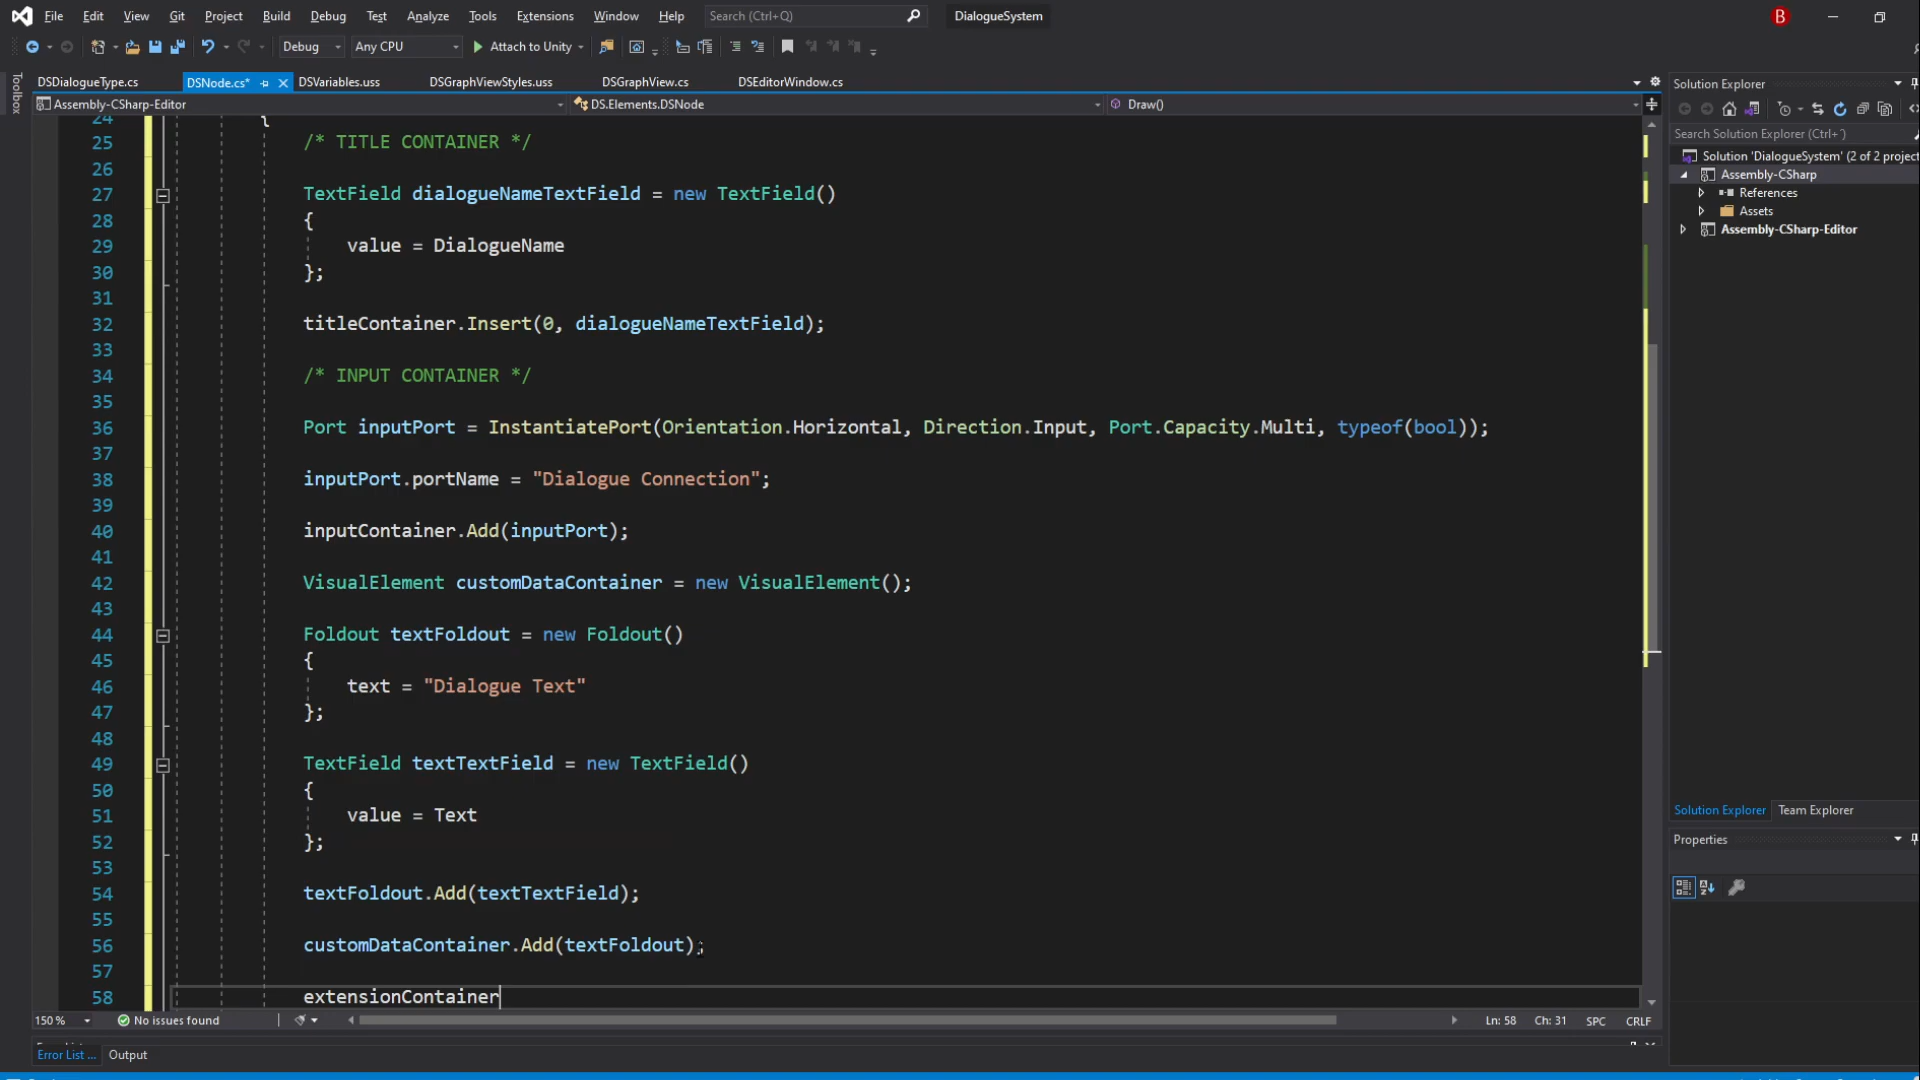 File Edit View Git Project Build Debug Test Analyze Tools Extensions Window Help Search (Ctrl+Q) DialogueSystem B
Debug Any CPU Attach to Unity
Toolbox
DSDialogueType.cs DSNode.cs* DSVariables.uss DSGraphViewStyles.uss DSGraphView.cs DSEditorWindow.cs
Assembly-CSharp-Editor DS.Elements.DSNode Draw()
24 {
25 /* TITLE CONTAINER */
26
27 TextField dialogueNameTextField = new TextField()
28 {
29 value = DialogueName
30 };
31
32 titleContainer.Insert(0, dialogueNameTextField);
33
34 /* INPUT CONTAINER */
35
36 Port inputPort = InstantiatePort(Orientation.Horizontal, Direction.Input, Port.Capacity.Multi, typeof(bool));
37
38 inputPort.portName = "Dialogue Connection";
39
40 inputContainer.Add(inputPort);
41
42 VisualElement customDataContainer = new VisualElement();
43
44 Foldout textFoldout = new Foldout()
45 {
46 text = "Dialogue Text"
47 };
48
49 TextField textTextField = new TextField()
50 {
51 value = Text
52 };
53
54 textFoldout.Add(textTextField);
55
56 customDataContainer.Add(textFoldout);
57
58 extensionContainer
150 % No issues found Ln: 58 Ch: 31 SPC CRLF
Error List ... Output
Solution Explorer
Search Solution Explorer (Ctrl+
Solution 'DialogueSystem' (2 of 2 project
Assembly-CSharp
References
Assets
Assembly-CSharp-Editor
Solution Explorer Team Explorer
Properties